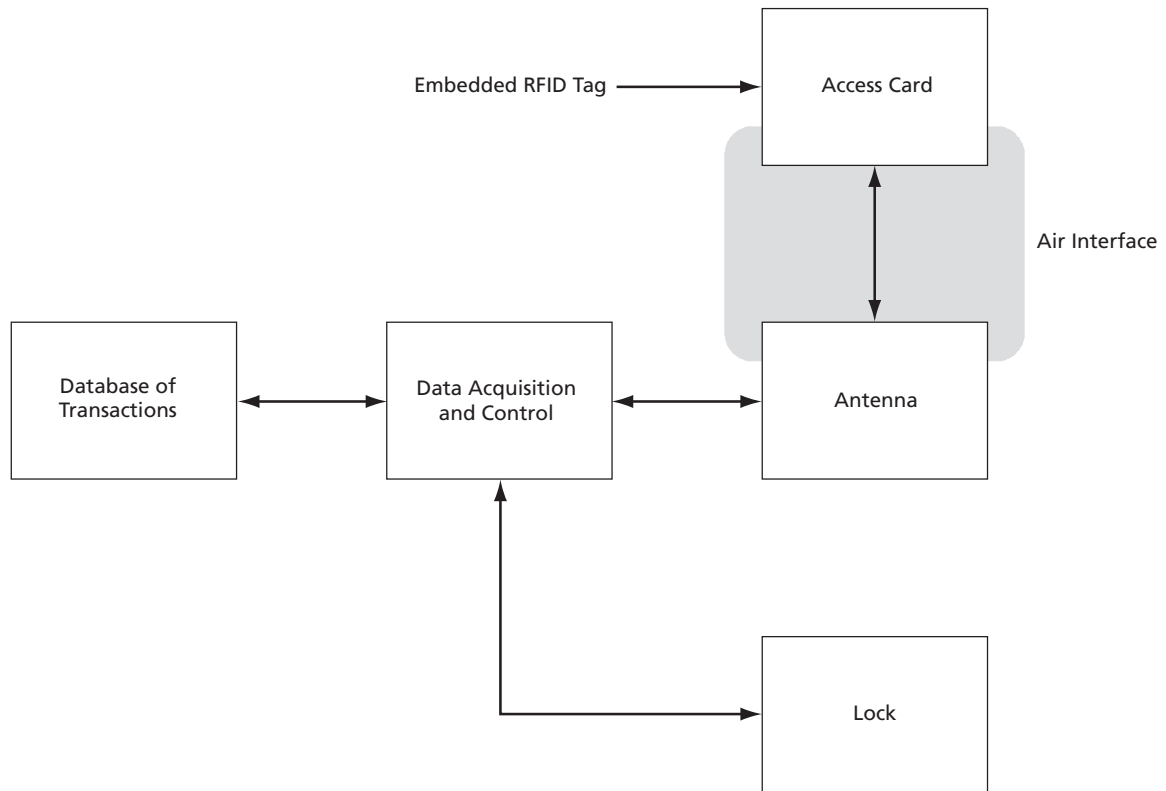 Embedded RFID Tag
Access Card
Air Interface
Database of
Transactions
Data Acquisition
and Control
Antenna
Lock